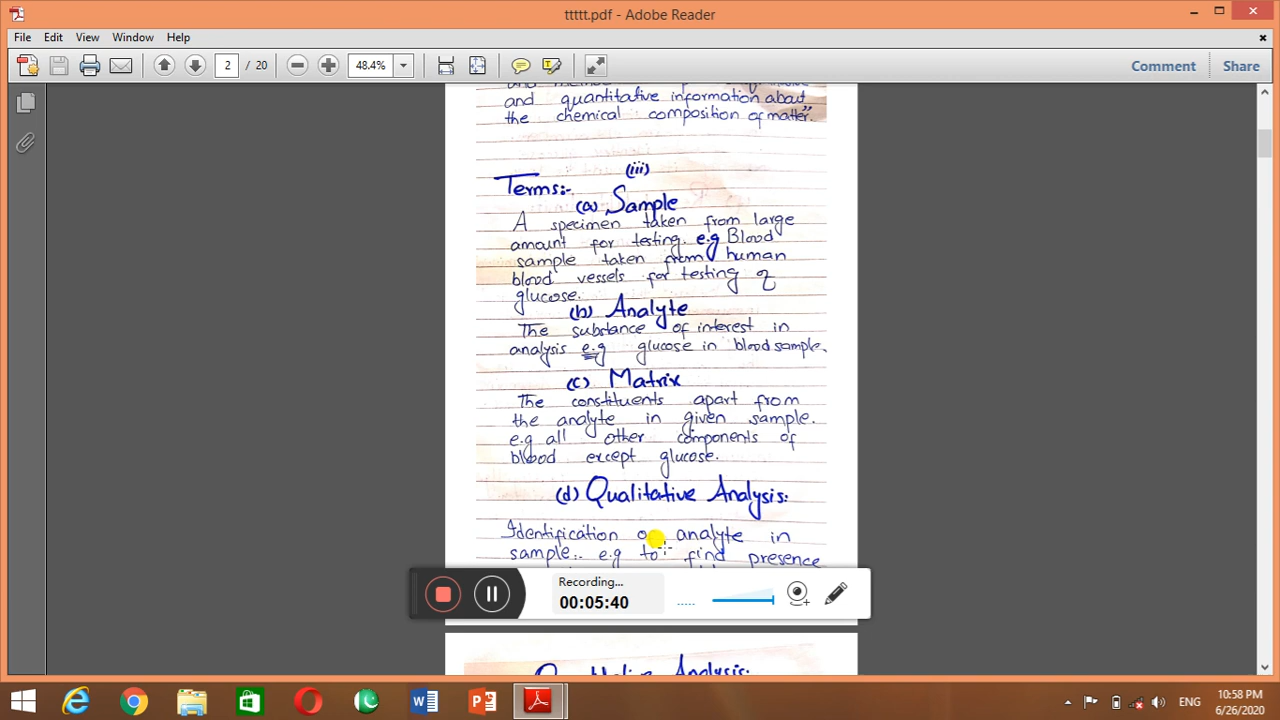 ttttt.pdf - Adobe Reader
File Edit View Window Help
2 / 20 48.4% Comment Share
and quantitative information about
the chemical composition of matter."
(iii)
Terms:-
(a) Sample
A specimen taken from large
amount for testing. e.g Blood
sample taken from human
blood vessels for testing of
glucose.
(b) Analyte
The substance of interest in
analysis e.g glucose in blood sample.
(c) Matrix
The constituents apart from
the analyte in given sample.
e.g all other components of
blood except glucose.
(d) Qualitative Analysis:
Identification analyte in
sample.. e.g to find presence
Recording...
00:05:40
Analysis:
ENG
10:58 PM
6/26/2020